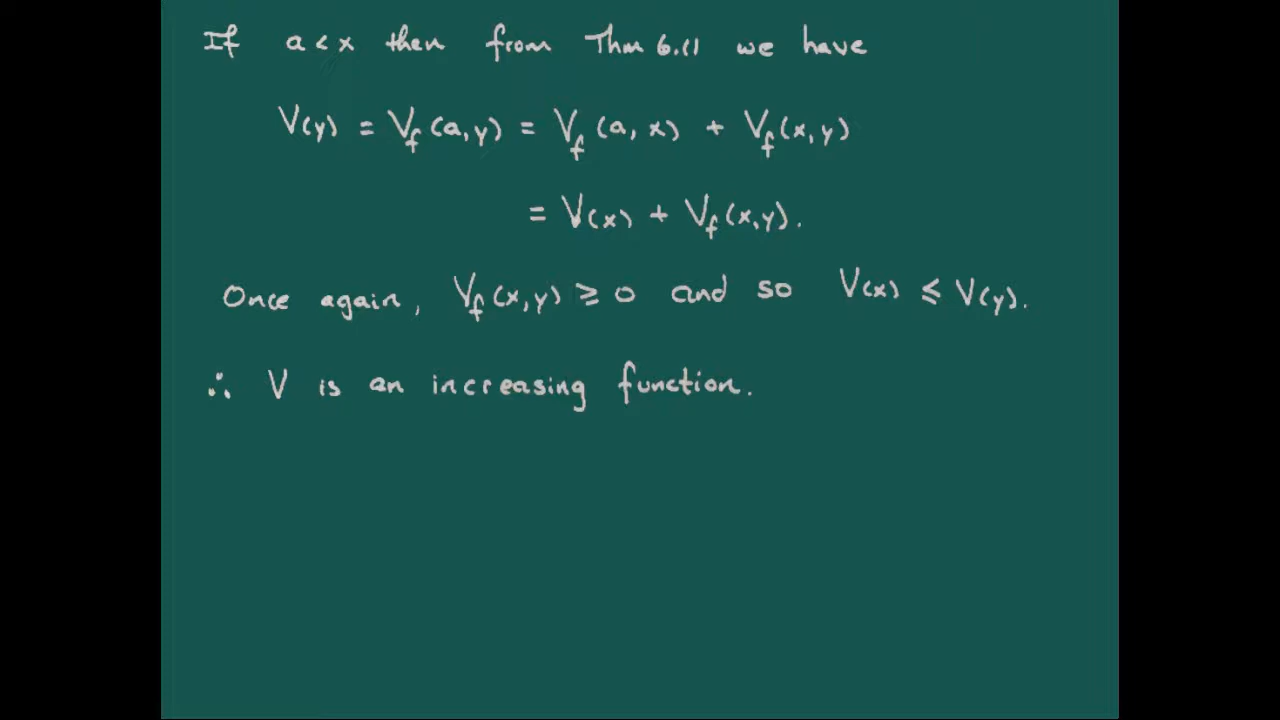 If a < x then from Thm 6.11 we have
V(y) = V_f(a, y) = V_f(a, x) + V_f(x, y)
= V(x) + V_f(x, y).
Once again, V_f(x, y) ≥ 0 and so V(x) ≤ V(y).
∴ V is an increasing function.